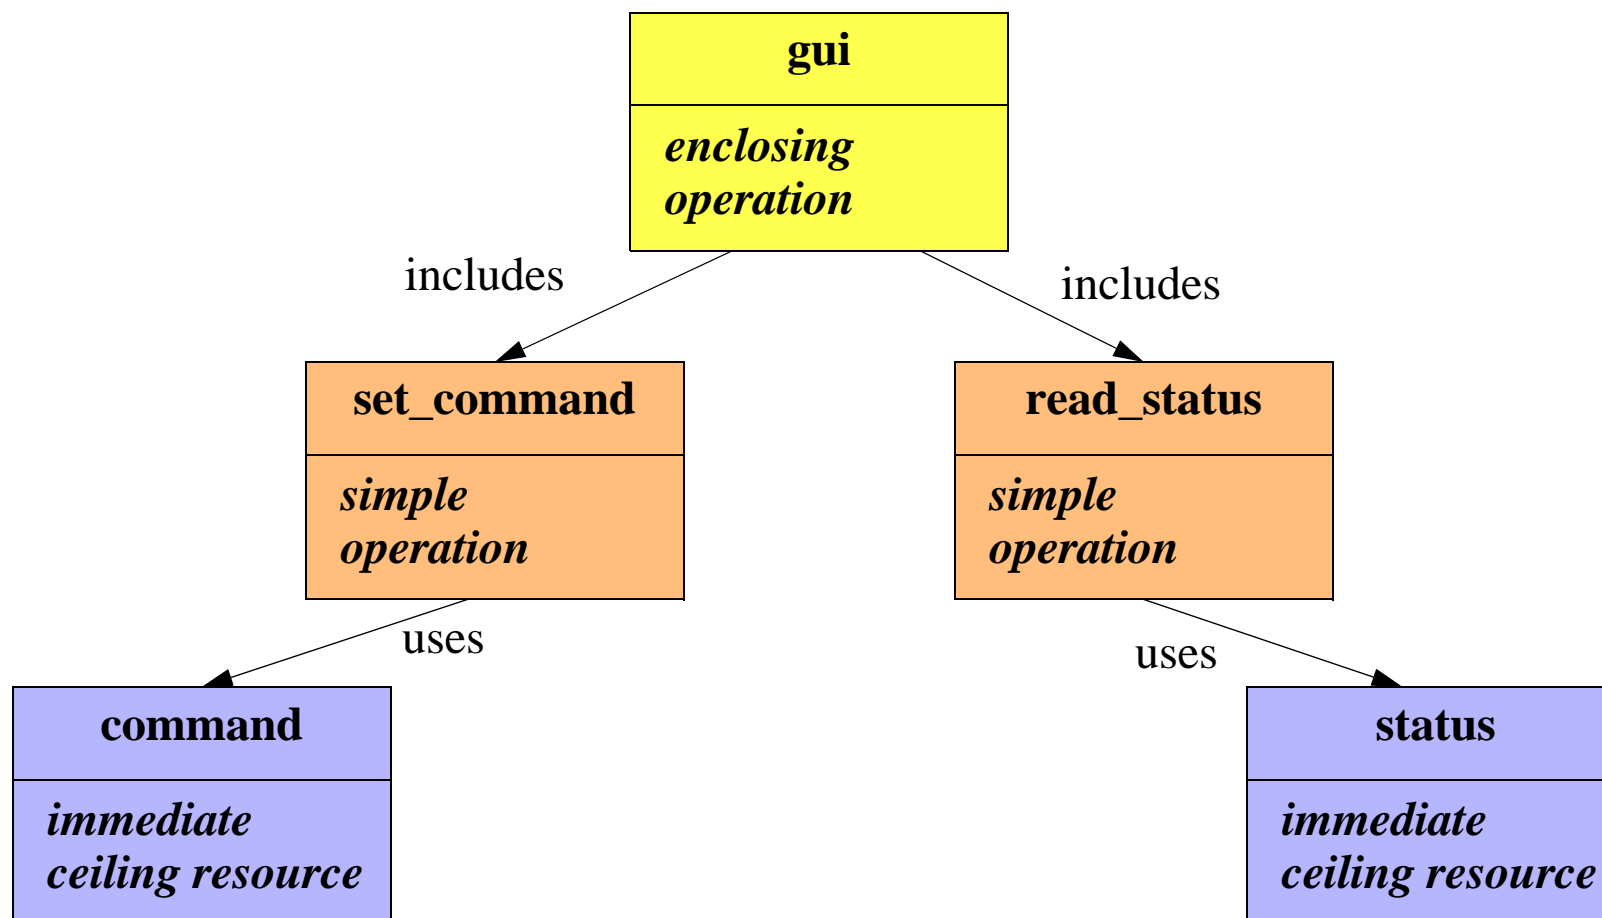 gui
enclosing
operation
includes
includes
set_command
simple
operation
read_status
simple
operation
uses
uses
command
immediate
ceiling resource
status
immediate
ceiling resource